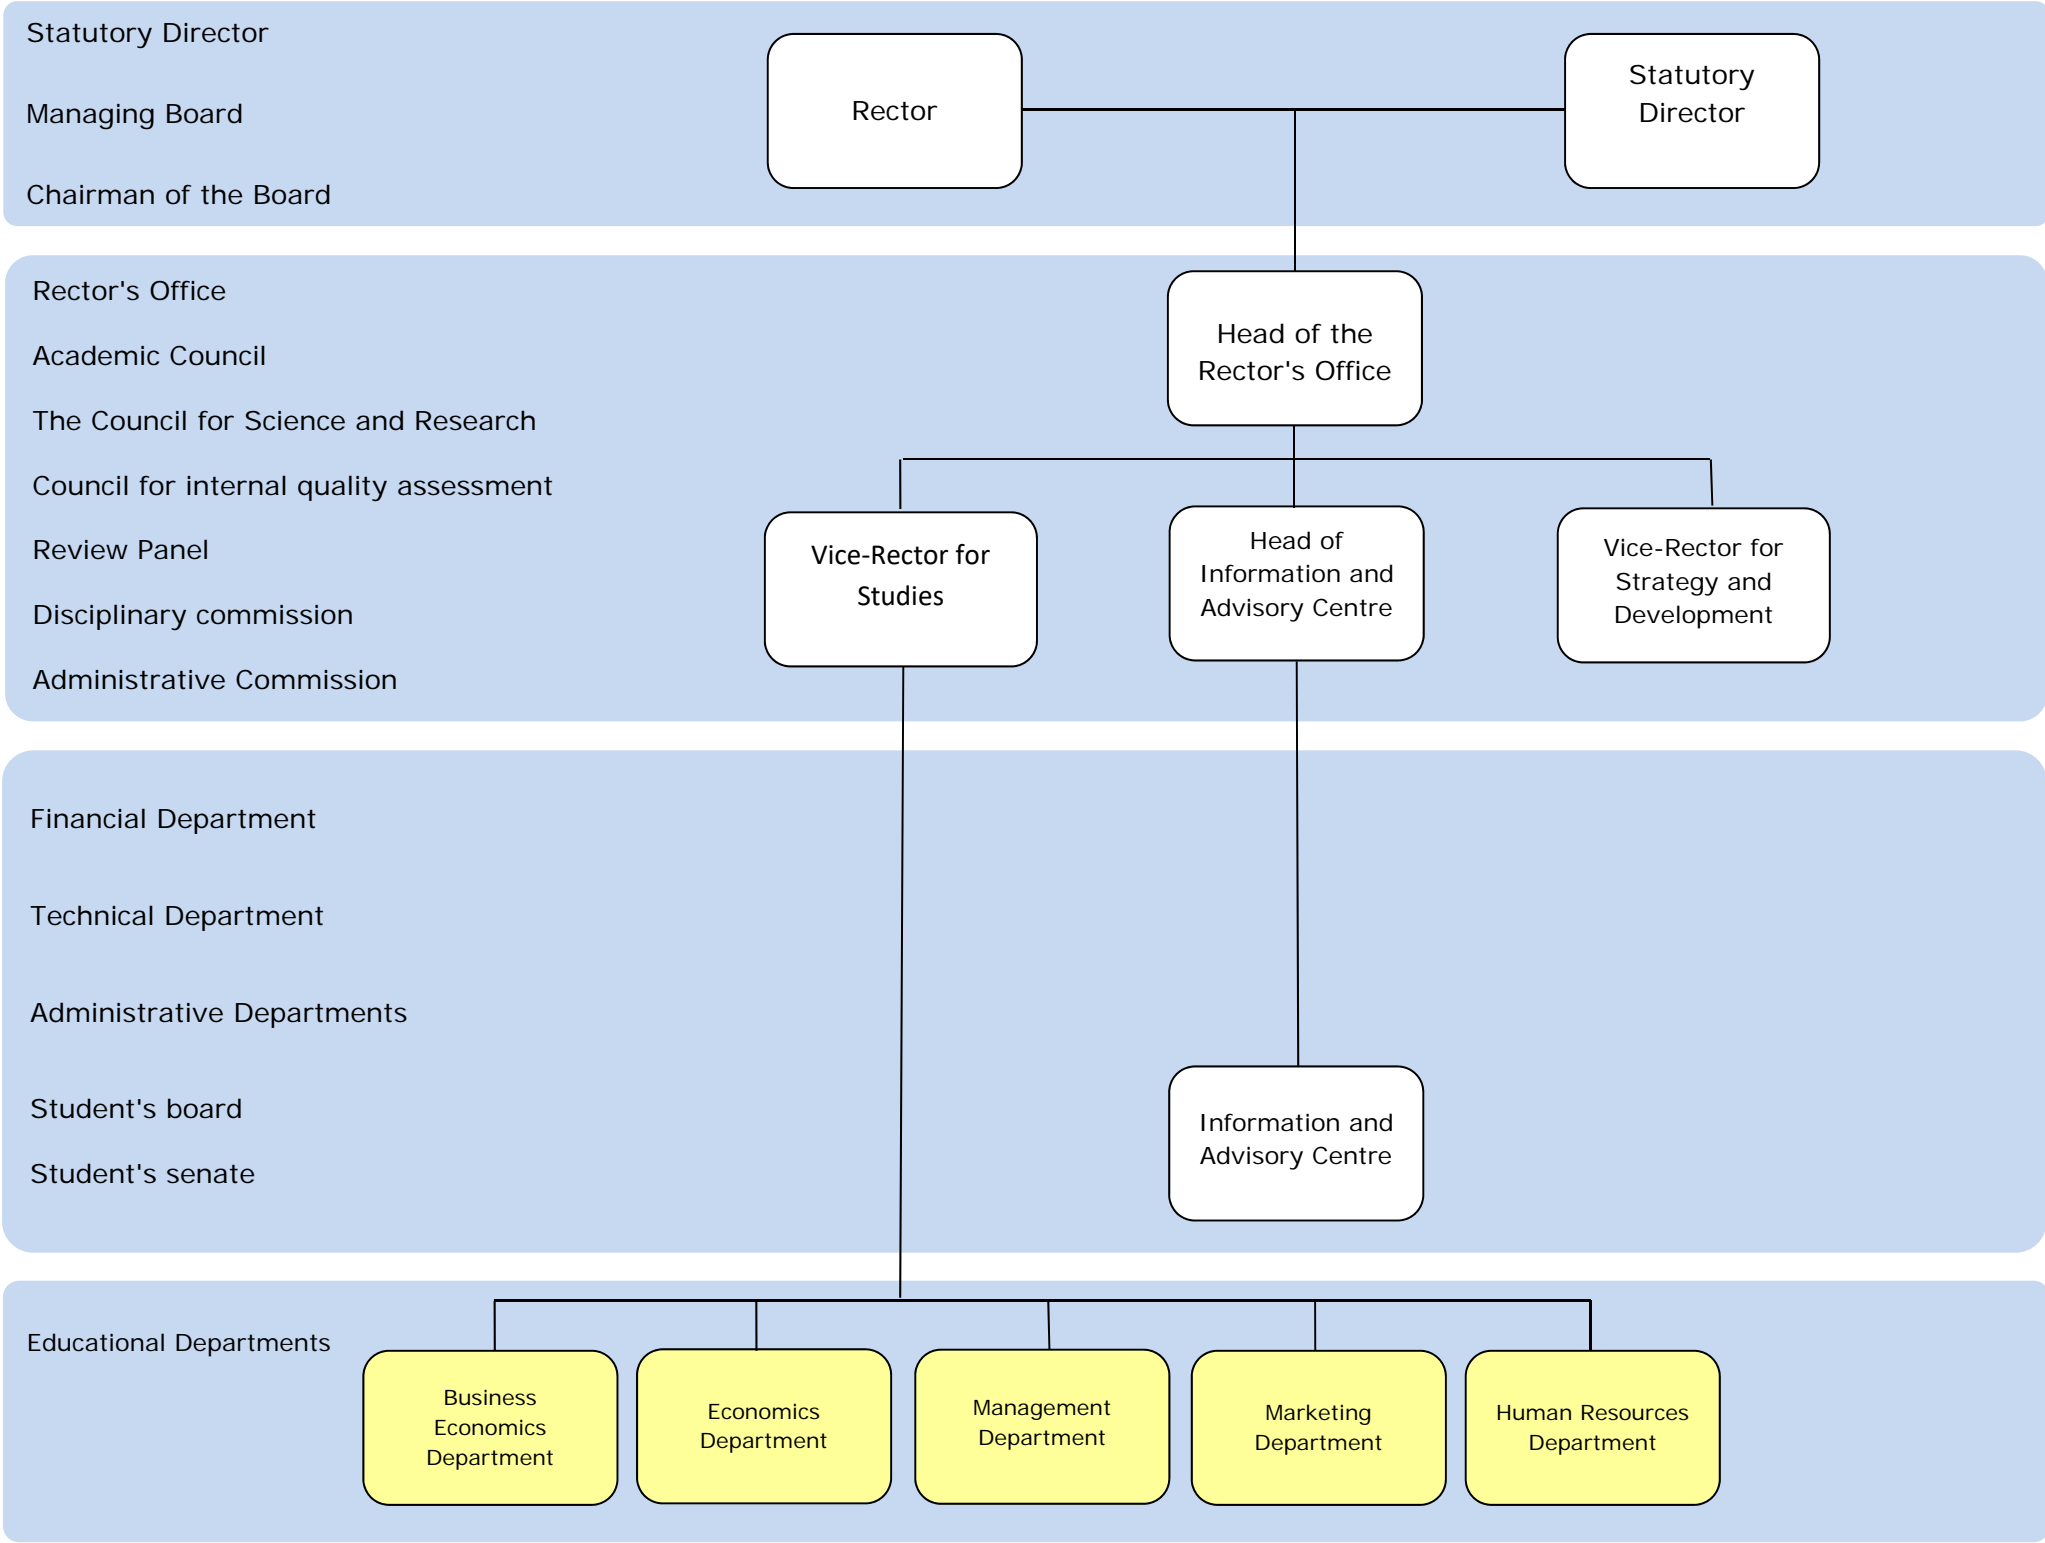 Statutory Director
Managing Board
Chairman of the Board
Rector
Statutory
Director
Rector's Office
Academic Council
The Council for Science and Research
Council for internal quality assessment
Review Panel
Disciplinary commission
Administrative Commission
Head of the
Rector's Office
Vice-Rector for
Studies
Head of
Information and
Advisory Centre
Vice-Rector for
Strategy and
Development
Financial Department
Technical Department
Administrative Departments
Student's board
Student's senate
Information and
Advisory Centre
Educational Departments
Business
Economics
Department
Economics
Department
Management
Department
Marketing
Department
Human Resources
Department